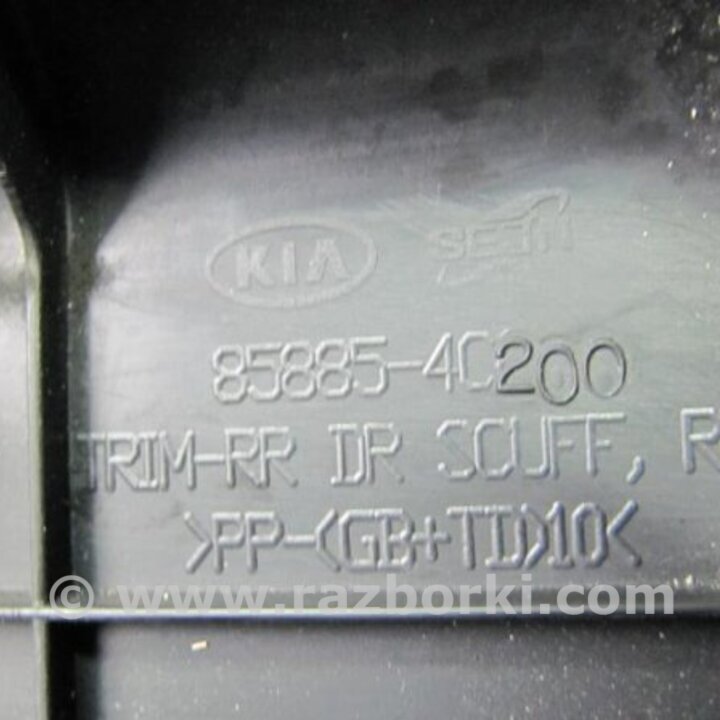 KIA
85885-4C200
TRIM-RR DR SCUFF, R
>PP-(GB+TD)10<
© www.razborki.com